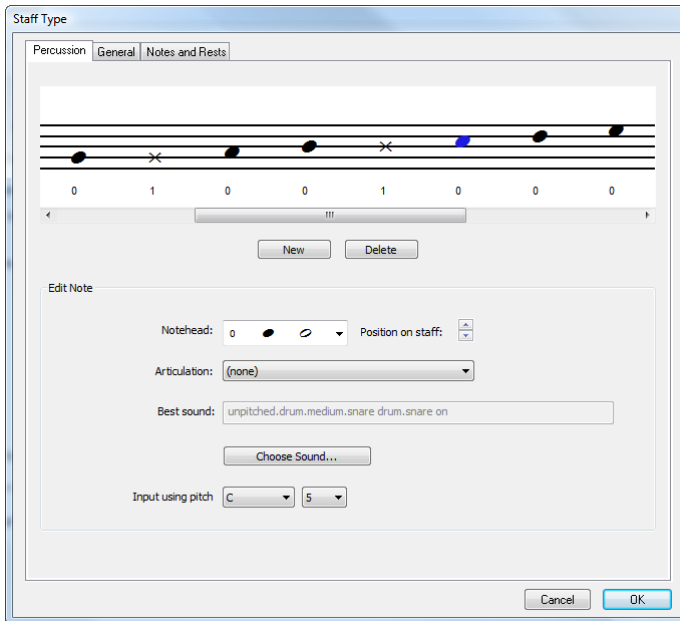 Staff Type
Percussion General Notes and Rests
0 1 0 0 1 0 0 0
New Delete
Edit Note
Notehead: 0 Position on staff:
Articulation: (none)
Best sound: unpitched.drum.medium.snare drum.snare on
Choose Sound...
Input using pitch C 5
Cancel OK